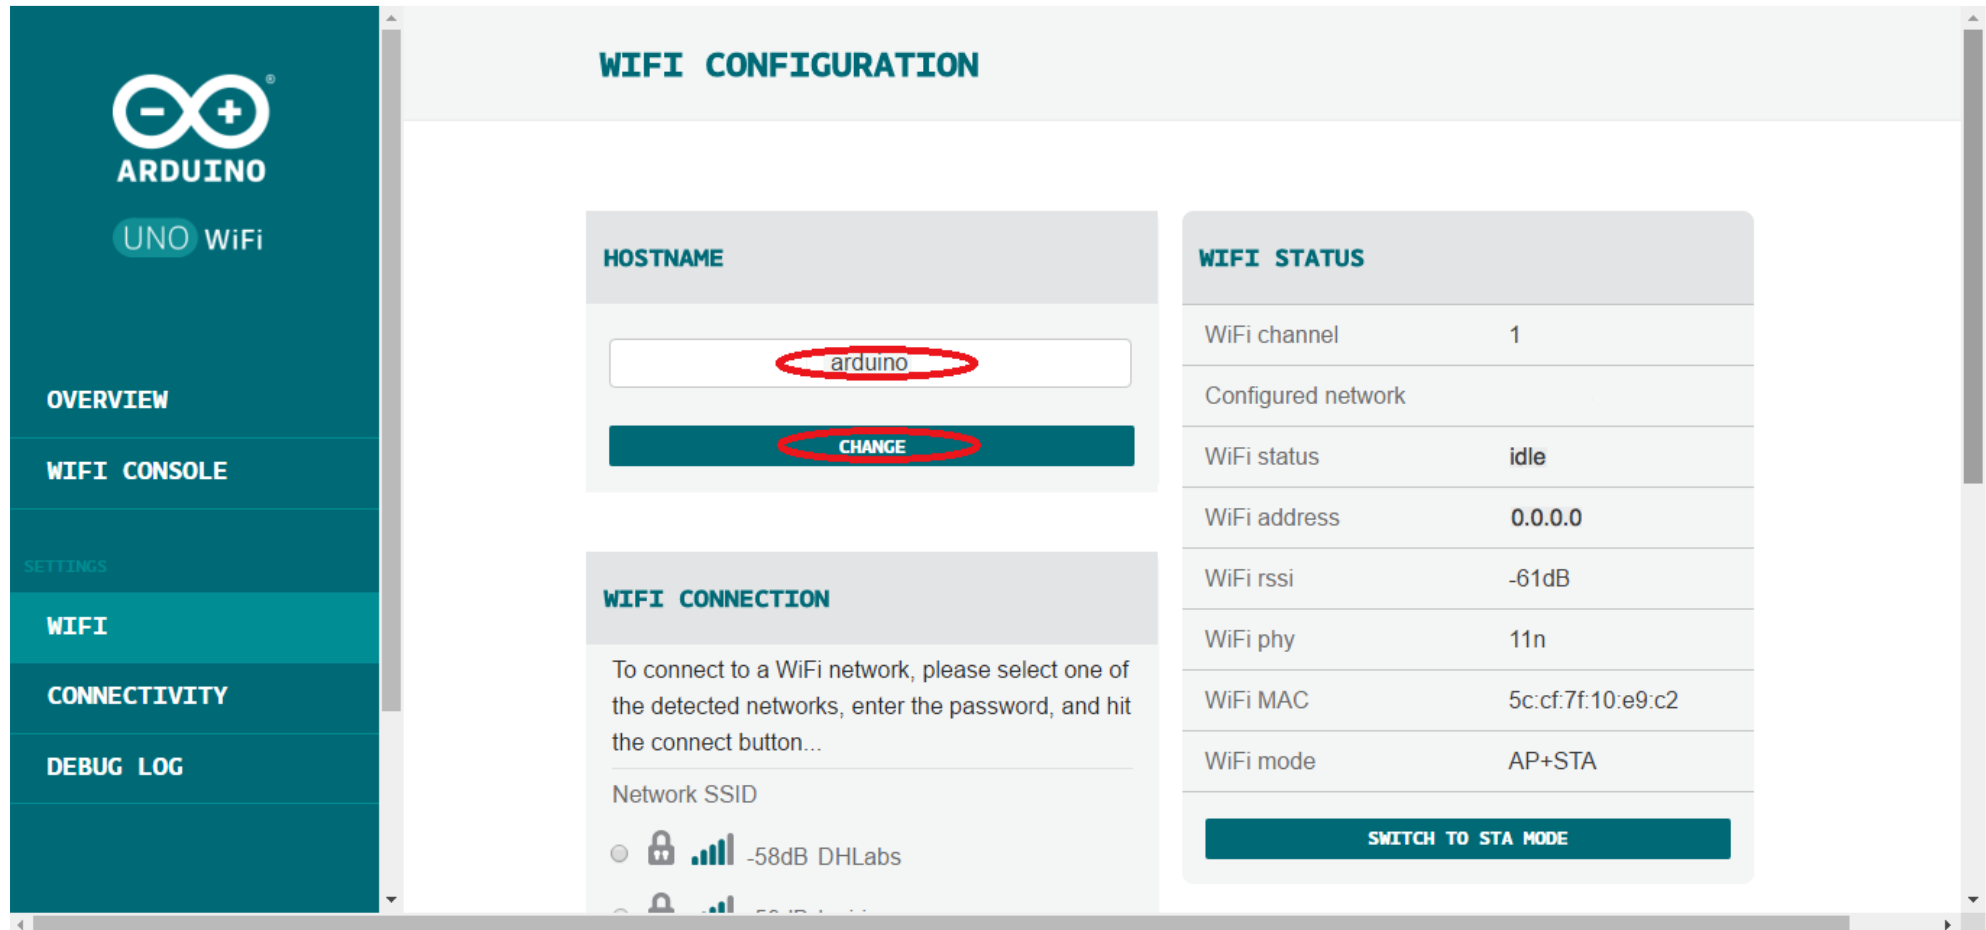 ARDUINO
UNO WiFi
OVERVIEW
WIFI CONSOLE
SETTINGS
WIFI
CONNECTIVITY
DEBUG LOG
WIFI CONFIGURATION
HOSTNAME
arduino
CHANGE
WIFI CONNECTION
To connect to a WiFi network, please select one of
the detected networks, enter the password, and hit
the connect button...
Network SSID
-58dB DHLabs
WIFI STATUS
WiFi channel 1
Configured network
WiFi status idle
WiFi address 0.0.0.0
WiFi rssi -61dB
WiFi phy 11n
WiFi MAC 5c:cf:7f:10:e9:c2
WiFi mode AP+STA
SWITCH TO STA MODE